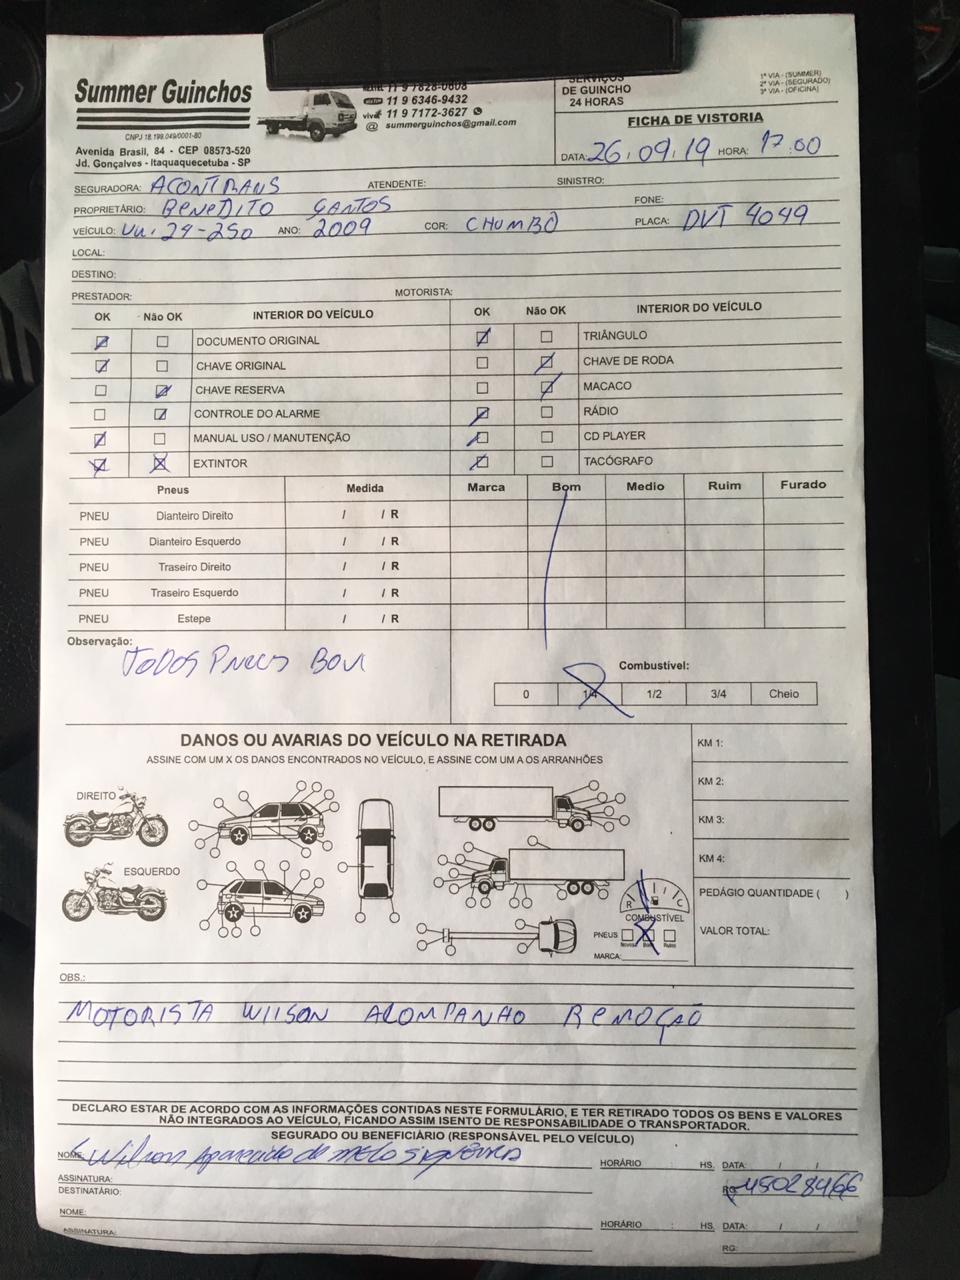 Summer Guinchos
CNPJ 18.199.049/0001-80
Avenida Brasil, 84 - CEP 08573-520
Jd. Gonçalves - Itaquaquecetuba - SP
11 9 7828-0608
11 9 6346-9432
vivo 11 9 7172-3627
@ summerguinchos@gmail.com
SERVIÇOS
DE GUINCHO
24 HORAS
1ª VIA - (SUMMER)
2ª VIA - (SEGURADO)
3ª VIA - (OFICINA)
FICHA DE VISTORIA
DATA: 26.09.19 HORA: 17:00
SEGURADORA: ACONTRANS ATENDENTE: SINISTRO:
PROPRIETÁRIO: BENEDITO SANTOS FONE:
VEÍCULO: VW. 24-250 ANO: 2009 COR: CHUMBO PLACA: DVT 4049
LOCAL:
DESTINO:
PRESTADOR: MOTORISTA:
OK Não OK INTERIOR DO VEÍCULO OK Não OK INTERIOR DO VEÍCULO
DOCUMENTO ORIGINAL TRIÂNGULO
CHAVE ORIGINAL CHAVE DE RODA
CHAVE RESERVA MACACO
CONTROLE DO ALARME RÁDIO
MANUAL USO / MANUTENÇÃO CD PLAYER
EXTINTOR TACÓGRAFO
Pneus Medida Marca Bom Medio Ruim Furado
PNEU Dianteiro Direito / / R
PNEU Dianteiro Esquerdo / / R
PNEU Traseiro Direito / / R
PNEU Traseiro Esquerdo / / R
PNEU Estepe / / R
Observação:
TODOS PNEUS BOM
Combustível:
0 1/4 1/2 3/4 Cheio
DANOS OU AVARIAS DO VEÍCULO NA RETIRADA
ASSINE COM UM X OS DANOS ENCONTRADOS NO VEÍCULO, E ASSINE COM UM A OS ARRANHÕES
DIREITO
ESQUERDO
R C
COMBUSTÍVEL
PNEUS
Novos Bom Ruim
MARCA:
KM 1:
KM 2:
KM 3:
KM 4:
PEDÁGIO QUANTIDADE ( )
VALOR TOTAL:
OBS.:
MOTORISTA WILSON ACOMPANHO REMOÇÃO
DECLARO ESTAR DE ACORDO COM AS INFORMAÇÕES CONTIDAS NESTE FORMULÁRIO, E TER RETIRADO TODOS OS BENS E VALORES
NÃO INTEGRADOS AO VEÍCULO, FICANDO ASSIM ISENTO DE RESPONSABILIDADE O TRANSPORTADOR.
SEGURADO OU BENEFICIÁRIO (RESPONSÁVEL PELO VEÍCULO)
NOME: Wilson Aparecido de melo siqueira HORÁRIO : HS. DATA: / /
ASSINATURA: RG: 45028466
DESTINATÁRIO:
NOME: HORÁRIO : HS. DATA: / /
ASSINATURA: RG: